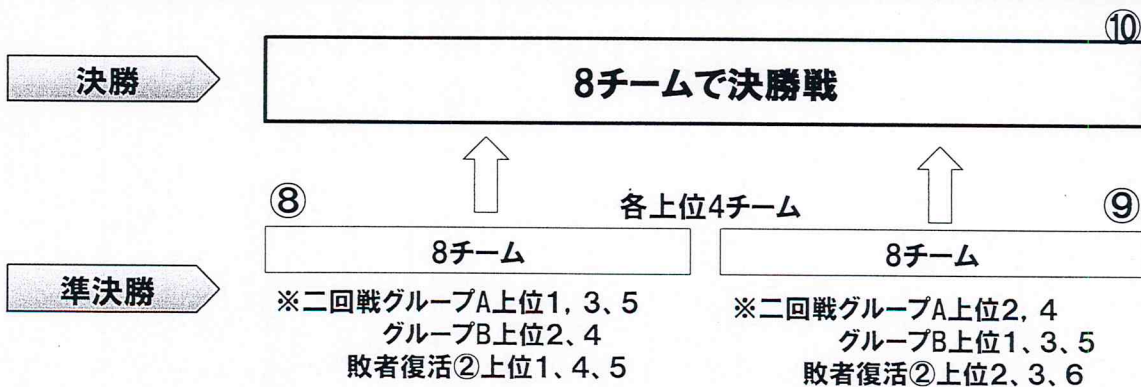 ⑩
決勝
8チームで決勝戦
⑧
各上位4チーム
⑨
準決勝
8チーム
8チーム
※二回戦グループA上位1, 3、5
グループB上位2、4
敗者復活②上位1、4、5
※二回戦グループA上位2, 4
グループB上位1、3、5
敗者復活②上位2、3、6